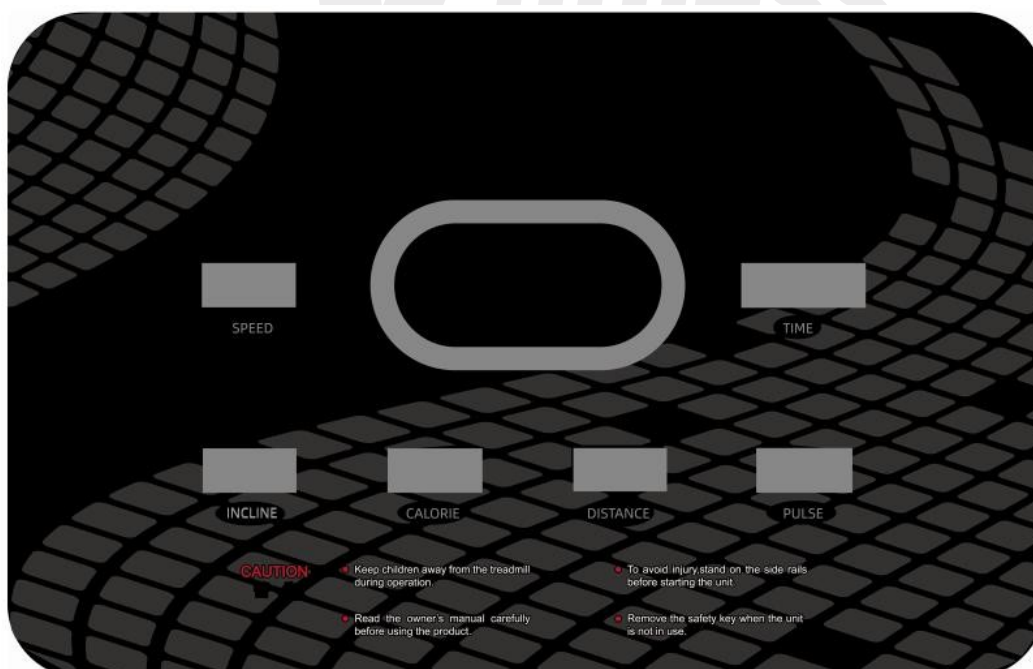 SPEED
TIME
INCLINE
CALORIE
DISTANCE
PULSE
CAUTION
Keep children away from the treadmill
during operation.
To avoid injury,stand on the side rails
before starting the unit
Read the owner's manual carefully
before using the product.
Remove the safety key when the unit
is not in use.